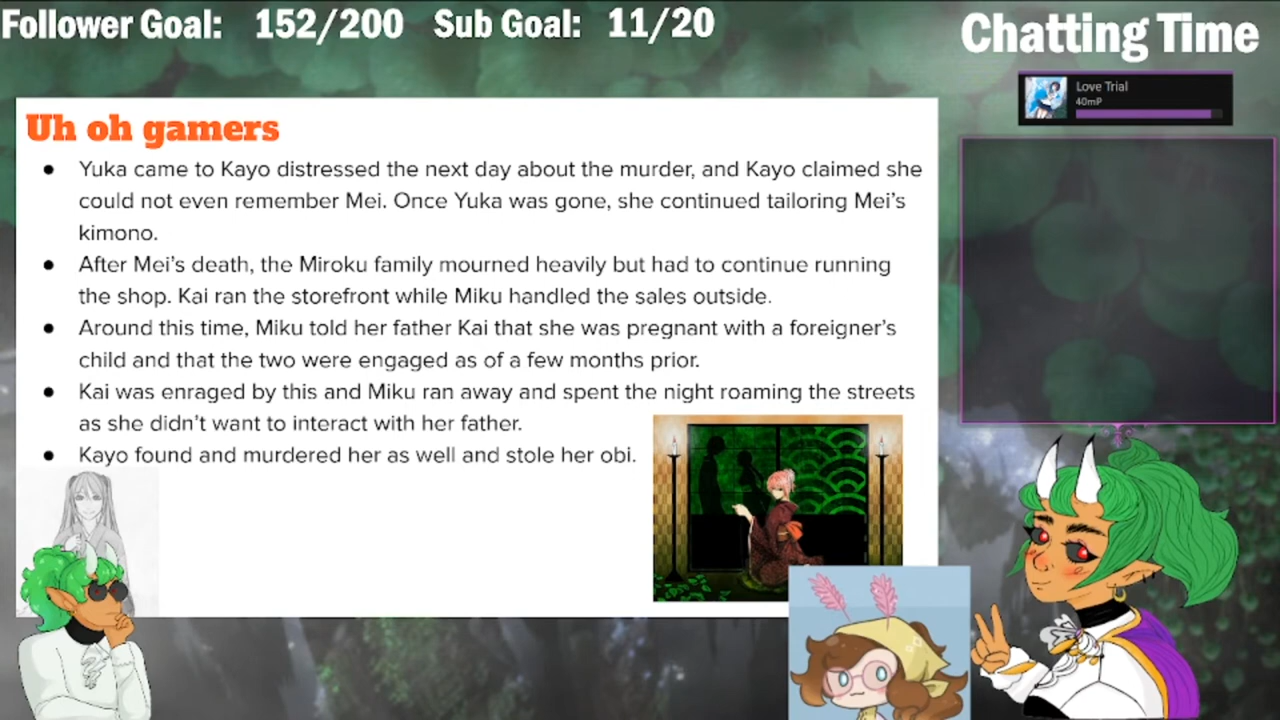 Follower Goal: 152/200 Sub Goal: 11/20
Chatting Time
Love Trial
40mP
Uh oh gamers
● Yuka came to Kayo distressed the next day about the murder, and Kayo claimed she
could not even remember Mei. Once Yuka was gone, she continued tailoring Mei's
kimono.
● After Mei's death, the Miroku family mourned heavily but had to continue running
the shop. Kai ran the storefront while Miku handled the sales outside.
● Around this time, Miku told her father Kai that she was pregnant with a foreigner's
child and that the two were engaged as of a few months prior.
● Kai was enraged by this and Miku ran away and spent the night roaming the streets
as she didn't want to interact with her father.
● Kayo found and murdered her as well and stole her obi.